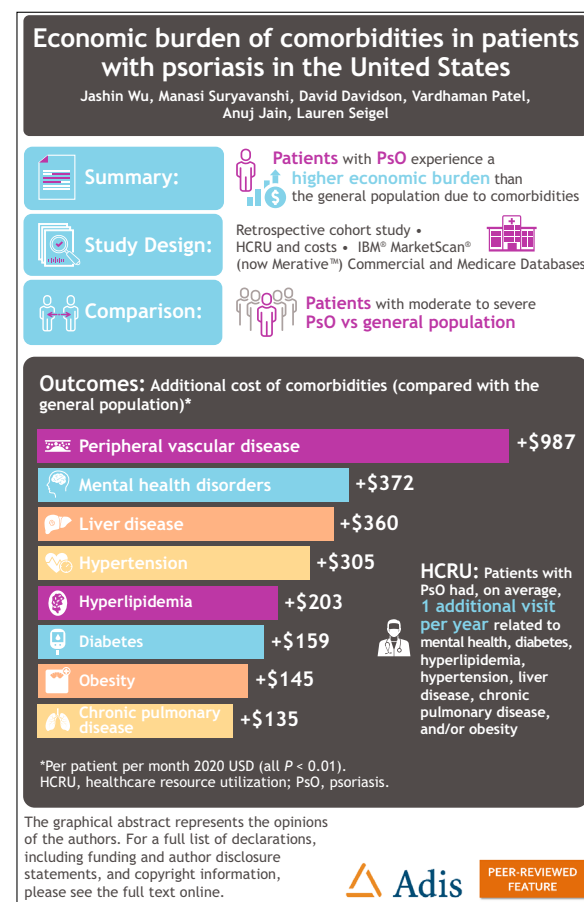 Economic burden of comorbidities in patients
with psoriasis in the United States
Jashin Wu, Manasi Suryavanshi, David Davidson, Vardhaman Patel,
Anuj Jain, Lauren Seigel
Summary:
Patients with PsO experience a
higher economic burden than
the general population due to comorbidities
Study Design:
Retrospective cohort study •
HCRU and costs • IBM® MarketScan®
(now Merative™) Commercial and Medicare Databases
Comparison:
Patients with moderate to severe
PsO vs general population
Outcomes: Additional cost of comorbidities (compared with the
general population)*
Peripheral vascular disease +$987
Mental health disorders +$372
Liver disease +$360
Hypertension +$305
Hyperlipidemia +$203
Diabetes +$159
Obesity +$145
Chronic pulmonary
disease +$135
HCRU: Patients with
PsO had, on average,
1 additional visit
per year related to
mental health, diabetes,
hyperlipidemia,
hypertension, liver
disease, chronic
pulmonary disease,
and/or obesity
*Per patient per month 2020 USD (all P < 0.01).
HCRU, healthcare resource utilization; PsO, psoriasis.
The graphical abstract represents the opinions
of the authors. For a full list of declarations,
including funding and author disclosure
statements, and copyright information,
please see the full text online.
Adis
PEER-REVIEWED
FEATURE